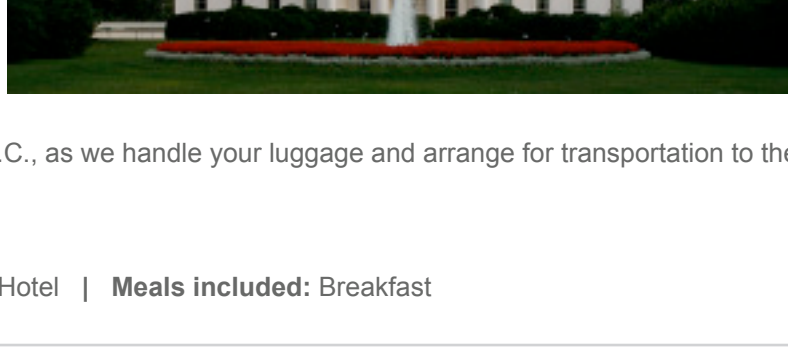 .C., as we handle your luggage and arrange for transportation to the
Hotel | Meals included: Breakfast